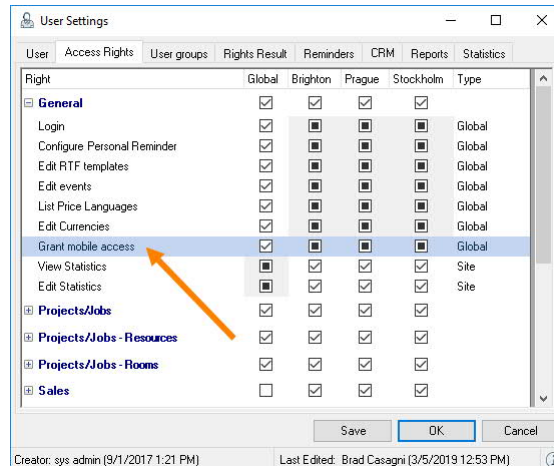 User Settings
User Access Rights User groups Rights Result Reminders CRM Reports Statistics
Right Global Brighton Prague Stockholm Type
General
Login Global
Configure Personal Reminder Global
Edit RTF templates Global
Edit events Global
List Price Languages Global
Edit Currencies Global
Grant mobile access Global
View Statistics Site
Edit Statistics Site
Projects/Jobs
Projects/Jobs - Resources
Projects/Jobs - Rooms
Sales
Save OK Cancel
Creator: sys admin (9/1/2017 1:21 PM) Last Edited: Brad Casagni (3/5/2019 12:53 PM)